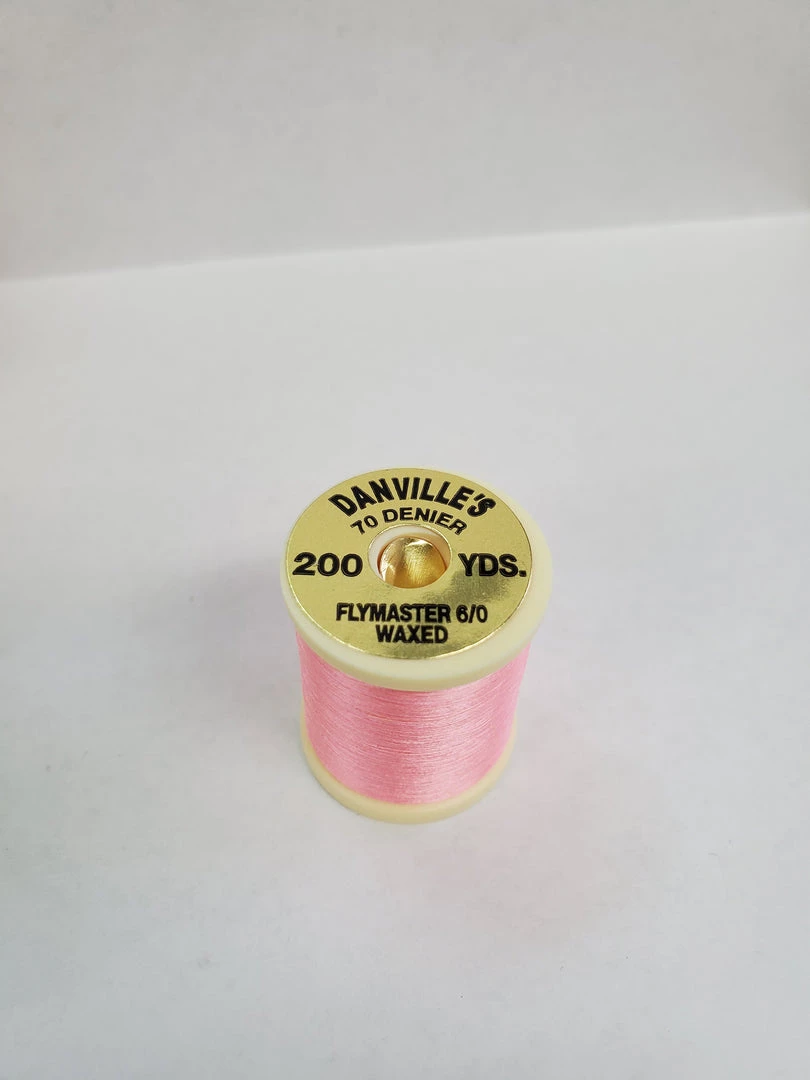 DANVILLE'S
70 DENIER
200 YDS.
FLYMASTER 6/0
WAXED